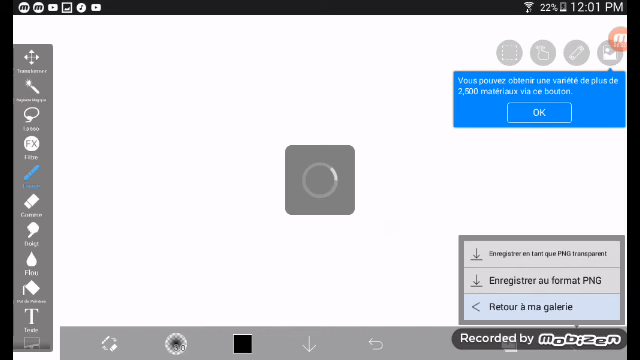 22% 12:01 PM
Transformer
Baguette Magique
Lasso
FX
Filtre
Gomme
Doigt
Flou
Pot de Peinture
T
Texte
Vous pouvez obtenir une variété de plus de
2,500 matériaux via ce bouton.
OK
Enregistrer en tant que PNG transparent
Enregistrer au format PNG
< Retour à ma galerie
Recorded by
MOBIZEN